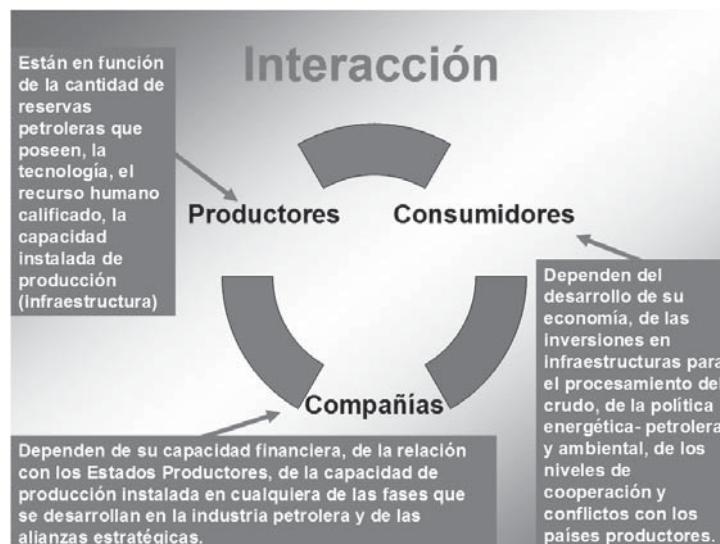 Interacción
Están en función
de la cantidad de
reservas
petroleras que
poseen, la
tecnología, el
recurso humano
calificado, la
capacidad
instalada de
producción
(infraestructura)
Productores
Consumidores
Dependen del
desarrollo de su
economía, de las
inversiones en
infraestructuras para
el procesamiento del
crudo, de la política
energética- petrolera
y ambiental, de los
niveles de
cooperación y
conflictos con los
países productores.
Compañías
Dependen de su capacidad financiera, de la relación
con los Estados Productores, de la capacidad de
producción instalada en cualquiera de las fases que
se desarrollan en la industria petrolera y de las
alianzas estratégicas.